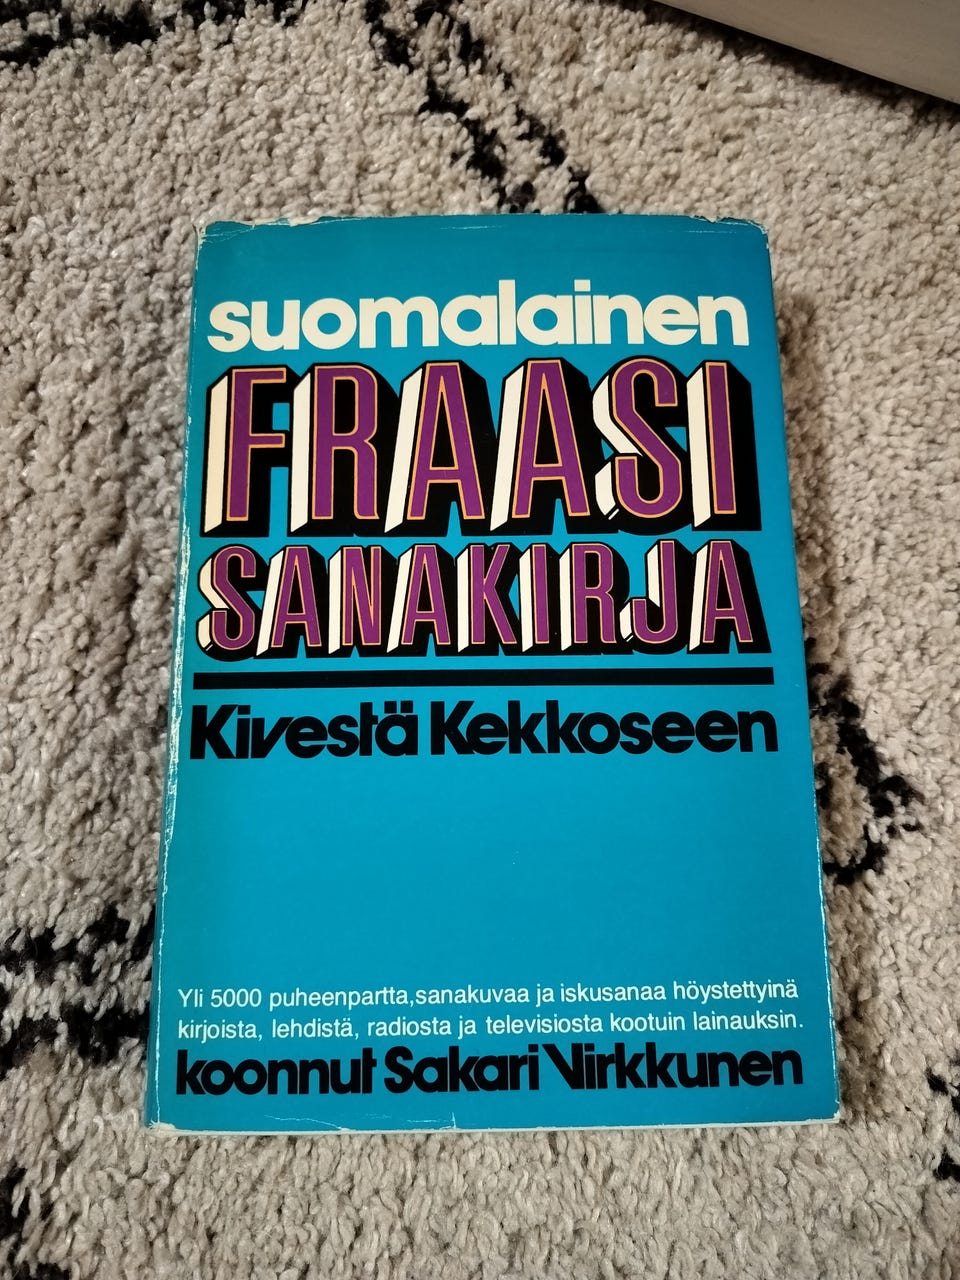 suomalainen
FRAASI
SANAKIRJA
Kivestä Kekkoseen
Yli 5000 puheenpartta,sanakuvaa ja iskusanaa höystettyinä
kirjoista, lehdistä, radiosta ja televisiosta kootuin lainauksin.
koonnut Sakari Virkkunen